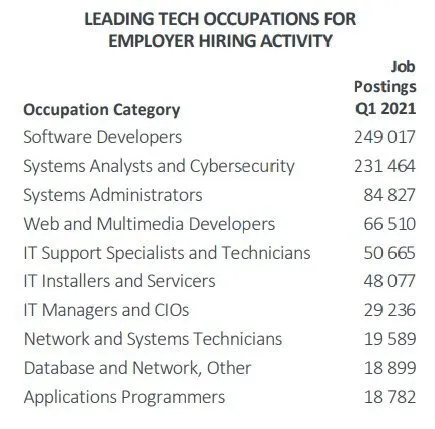 LEADING TECH OCCUPATIONS FOR
EMPLOYER HIRING ACTIVITY
Job
Postings
Occupation Category Q1 2021
Software Developers 249 017
Systems Analysts and Cybersecurity 231 464
Systems Administrators 84 827
Web and Multimedia Developers 66 510
IT Support Specialists and Technicians 50 665
IT Installers and Servicers 48 077
IT Managers and CIOs 29 236
Network and Systems Technicians 19 589
Database and Network, Other 18 899
Applications Programmers 18 782